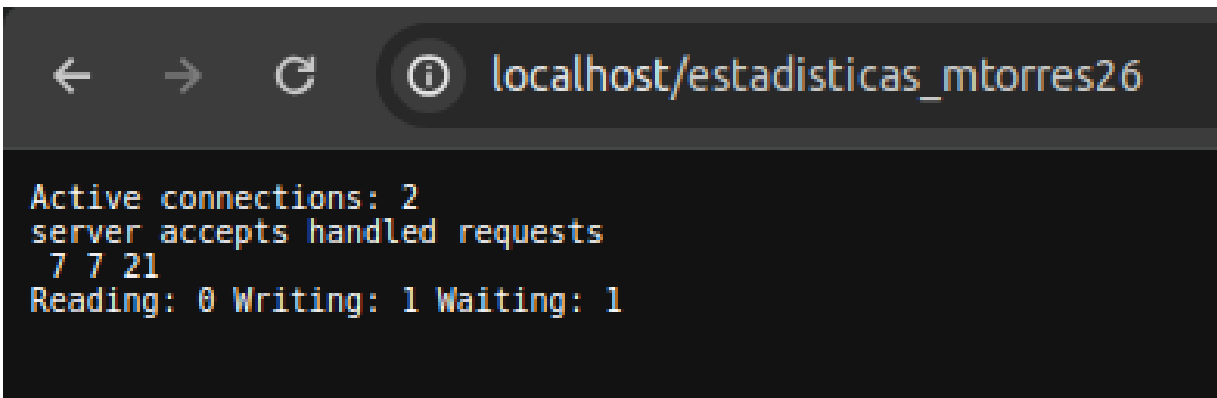 localhost/estadisticas_mtorres26
Active connections: 2
server accepts handled requests
 7 7 21
Reading: 0 Writing: 1 Waiting: 1